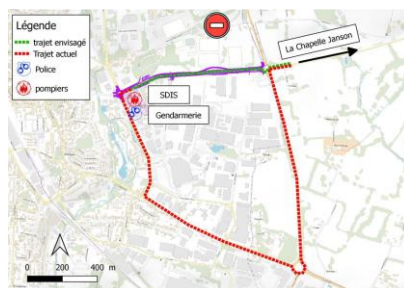 Légende
trajet envisagé
Trajet actuel
Police
pompiers
La Chapelle Janson
SDIS
Gendarmerie
0 200 400 m